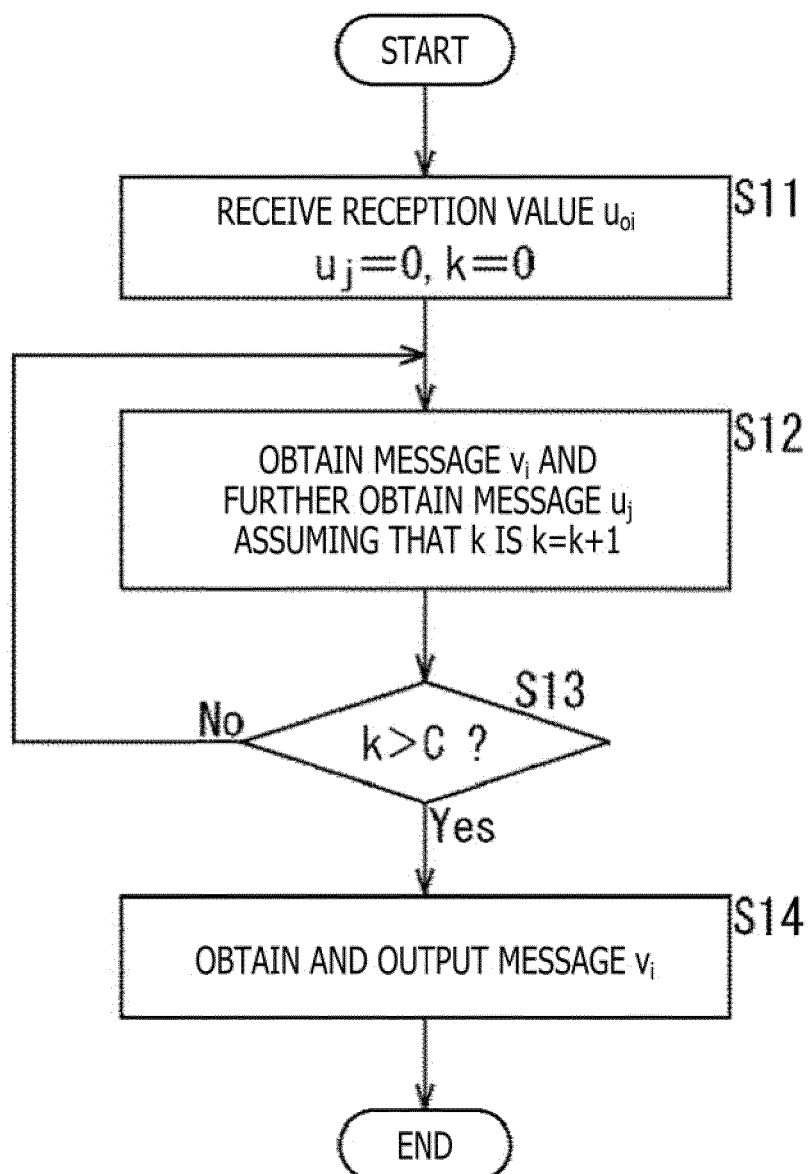 START
S11
RECEIVE RECEPTION VALUE u_oi
u_j=0, k=0
S12
OBTAIN MESSAGE v_i AND
FURTHER OBTAIN MESSAGE u_j
ASSUMING THAT k IS k=k+1
S13
No
k>C ?
Yes
S14
OBTAIN AND OUTPUT MESSAGE v_i
END